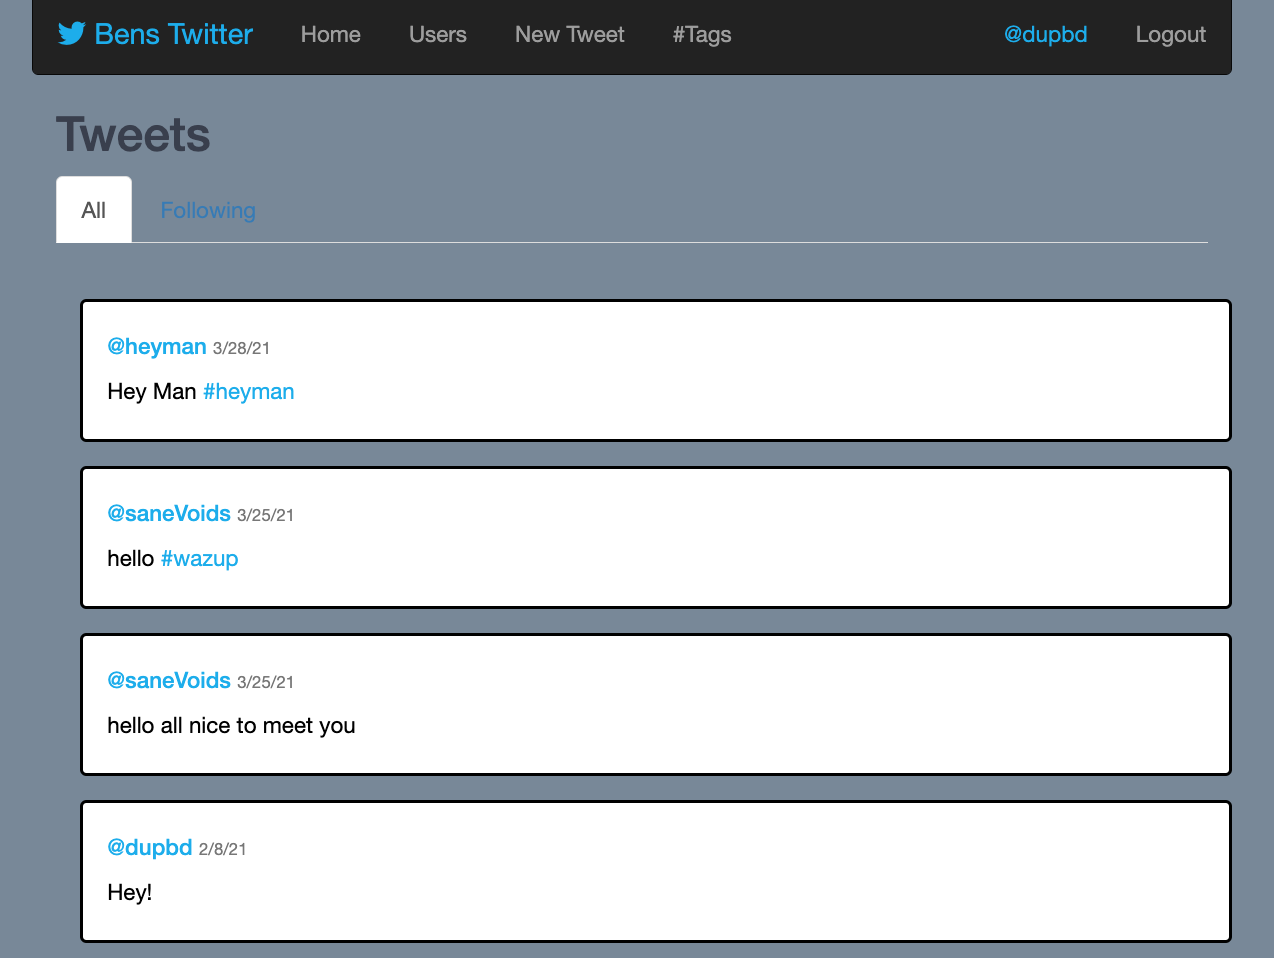 Bens Twitter Home Users New Tweet #Tags @dupbd Logout
Tweets
All Following
@heyman 3/28/21
Hey Man #heyman
@saneVoids 3/25/21
hello #wazup
@saneVoids 3/25/21
hello all nice to meet you
@dupbd 2/8/21
Hey!